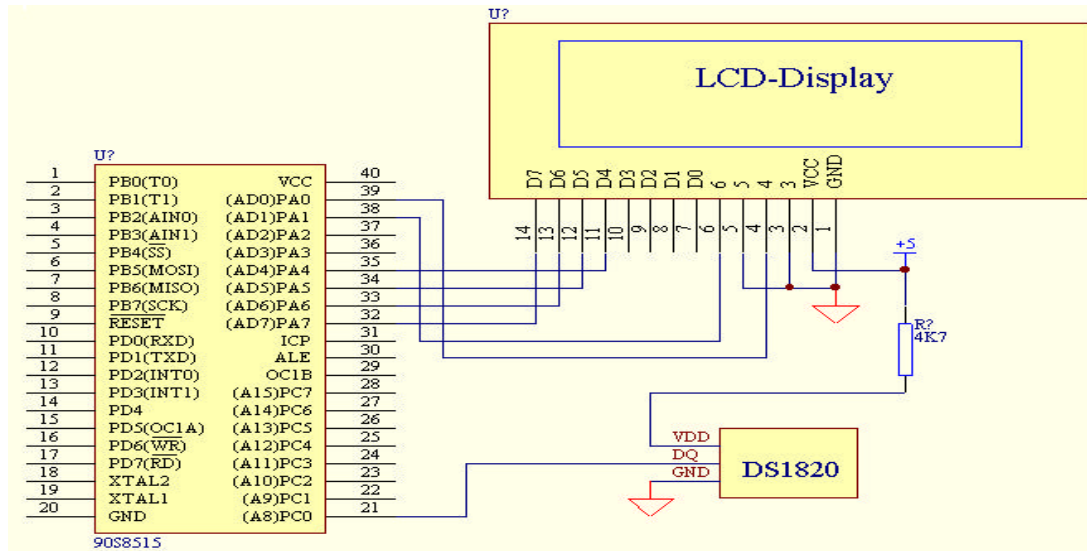 U?
LCD-Display
D7 D6 D5 D4 D3 D2 D1 D0 6 5 4 3 VCC GND
14 13 12 11 10 9 8 7 6 5 4 3 2 1
+5
R?
4K7
U?
1 PB0(T0) VCC 40
2 PB1(T1) (AD0)PA0 39
3 PB2(AIN0) (AD1)PA1 38
4 PB3(AIN1) (AD2)PA2 37
5 PB4(SS) (AD3)PA3 36
6 PB5(MOSI) (AD4)PA4 35
7 PB6(MISO) (AD5)PA5 34
8 PB7(SCK) (AD6)PA6 33
9 RESET (AD7)PA7 32
10 PD0(RXD) ICP 31
11 PD1(TXD) ALE 30
12 PD2(INT0) OC1B 29
13 PD3(INT1) (A15)PC7 28
14 PD4 (A14)PC6 27
15 PD5(OC1A) (A13)PC5 26
16 PD6(WR) (A12)PC4 25
17 PD7(RD) (A11)PC3 24
18 XTAL2 (A10)PC2 23
19 XTAL1 (A9)PC1 22
20 GND (A8)PC0 21
90S8515
VDD
DQ
GND
DS1820